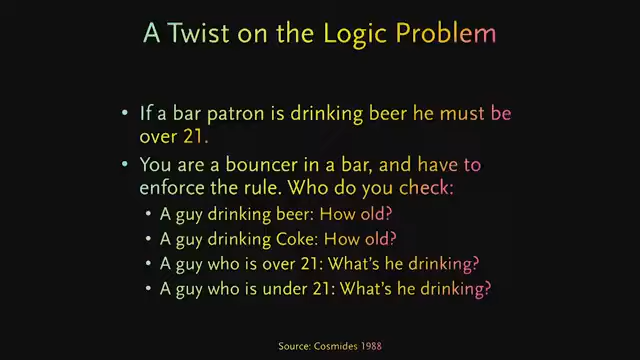 A Twist on the Logic Problem
• If a bar patron is drinking beer he must be
over 21.
• You are a bouncer in a bar, and have to
enforce the rule. Who do you check:
• A guy drinking beer: How old?
• A guy drinking Coke: How old?
• A guy who is over 21: What's he drinking?
• A guy who is under 21: What's he drinking?
Source: Cosmides 1988